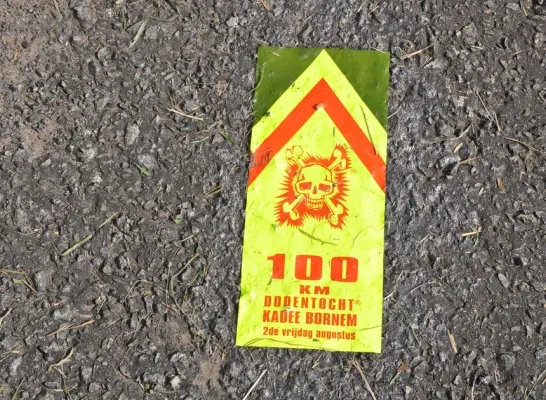 100
KM
DODENTOCHT®
KADEE BORNEM
2de vrijdag augustus